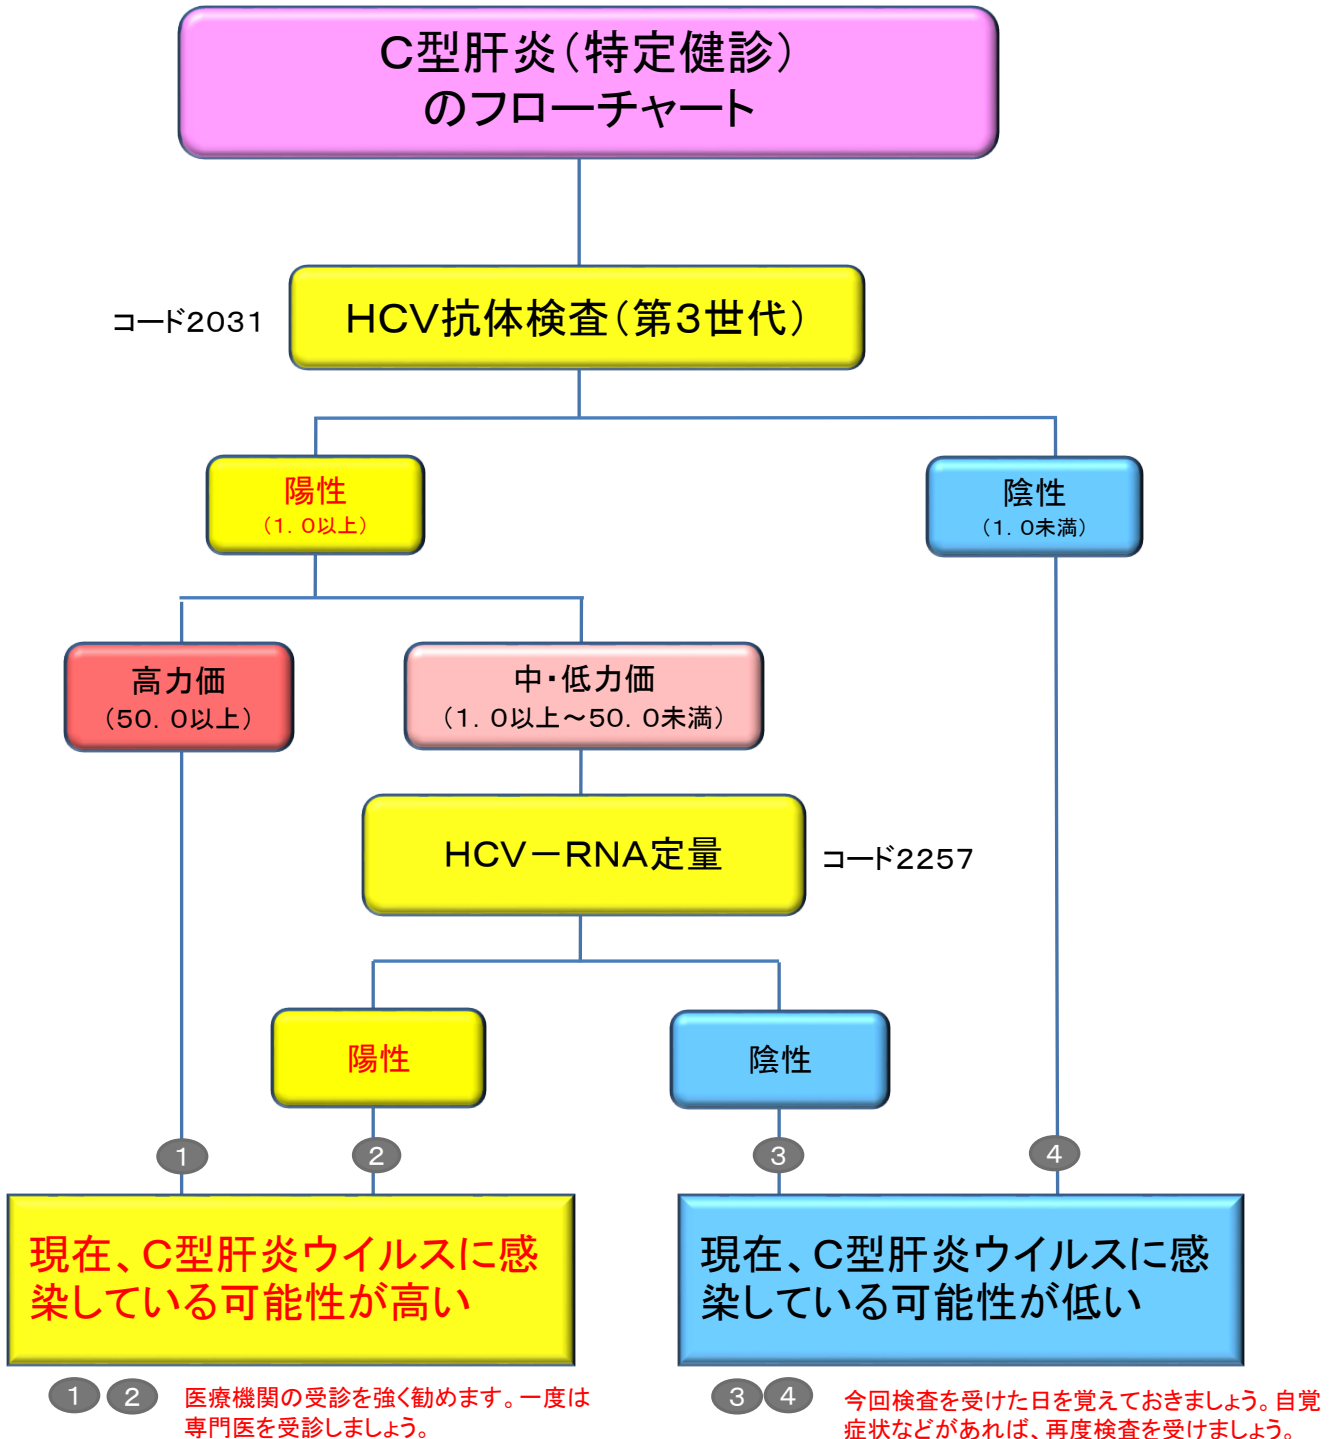 C型肝炎（特定健診）
のフローチャート
コード2031
HCV抗体検査（第3世代）
陽性
（1．0以上）
陰性
（1．0未満）
高力価
（50．0以上）
中・低力価
（1．0以上～50．0未満）
HCV－RNA定量
コード2257
陽性
陰性
1
2
3
4
現在、C型肝炎ウイルスに感
染している可能性が高い
現在、C型肝炎ウイルスに感
染している可能性が低い
1 2 医療機関の受診を強く勧めます。一度は
専門医を受診しましょう。
3 4 今回検査を受けた日を覚えておきましょう。自覚
症状などがあれば、再度検査を受けましょう。